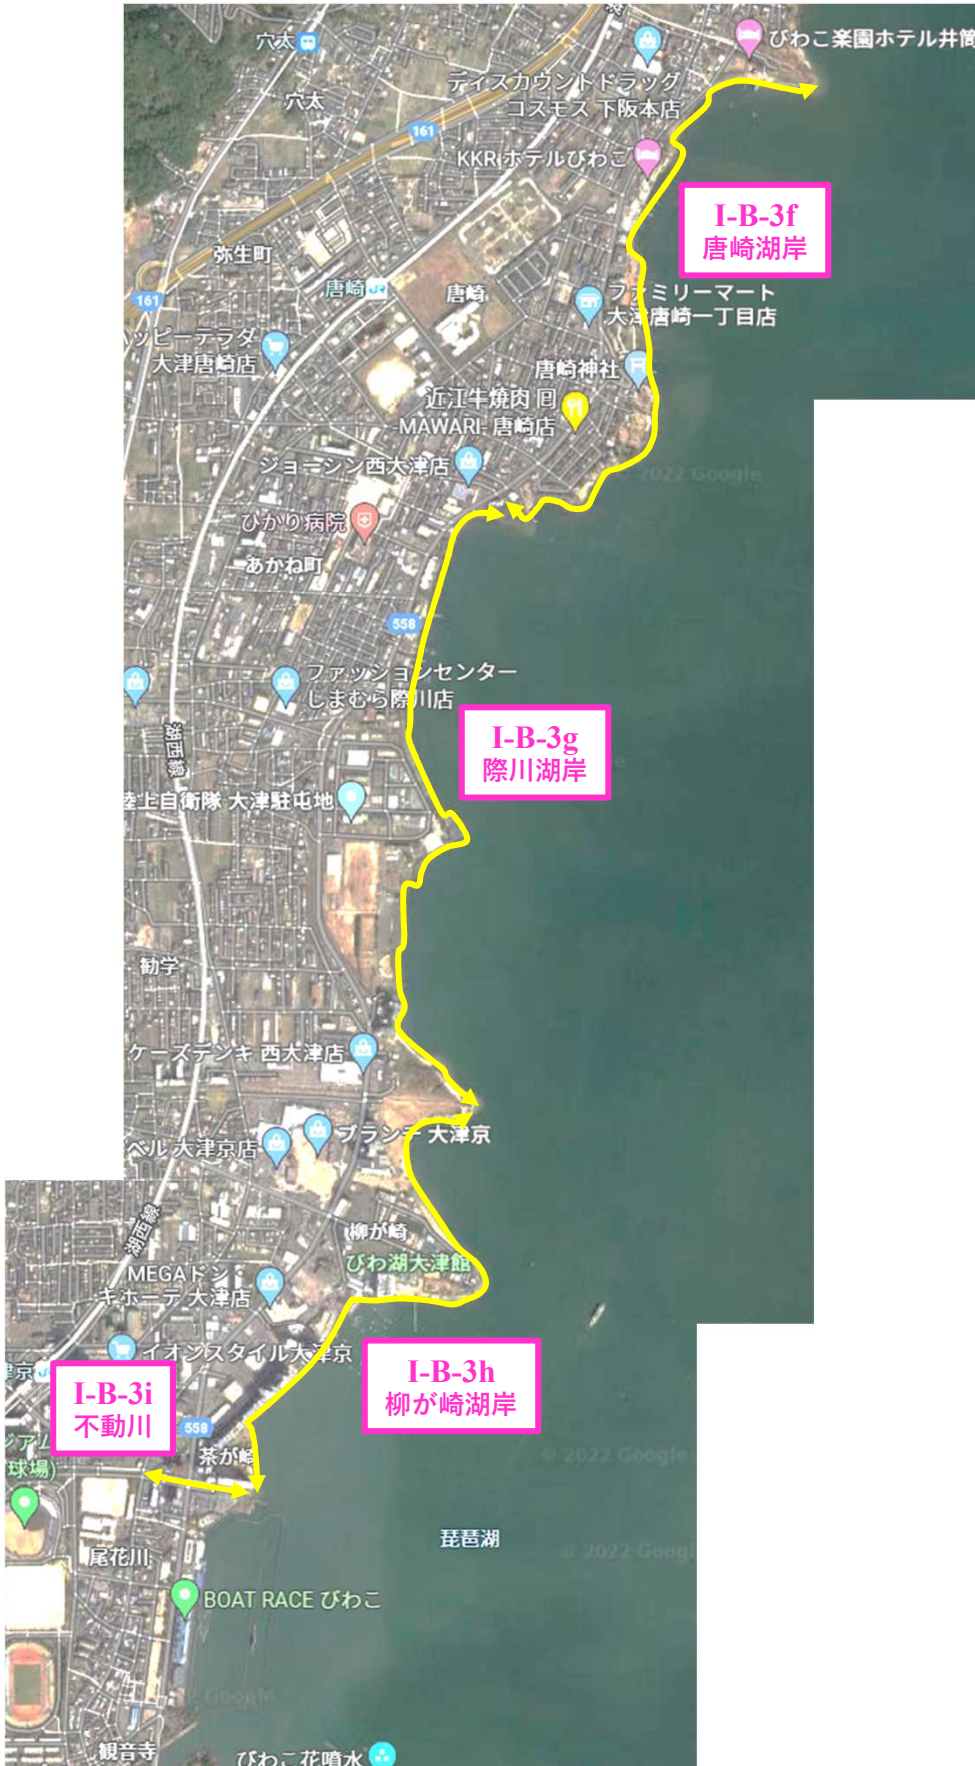 穴太
びわこ楽園ホテル井筒
ディスカウントドラッグ
コスモス 下阪本店
穴太
161
KKR ホテルびわこ
I-B-3f
唐崎湖岸
弥生町
唐崎 JR
唐崎
161
ファミリーマート
大津唐崎一丁目店
ハッピーテラダ
大津唐崎店
唐崎神社
近江牛焼肉 回
-MAWARI- 唐崎店
ジョーシン西大津店
2022 Google
ひかり病院
あかね町
558
ファッションセンター
しまむら際川店
I-B-3g
際川湖岸
湖西線
陸上自衛隊 大津駐屯地
勧学
ケーズデンキ 西大津店
ブランチ 大津京
ベル 大津京店
柳が崎
湖西線
びわ湖大津館
MEGAドン・
キホーテ 大津店
イオンスタイル大津京
I-B-3h
柳が崎湖岸
I-B-3i
不動川
558
茶が崎
© 2022 Google
球場)
琵琶湖
尾花川
© 2022 Googl
BOAT RACE びわこ
Google
観音寺
びわこ花噴水